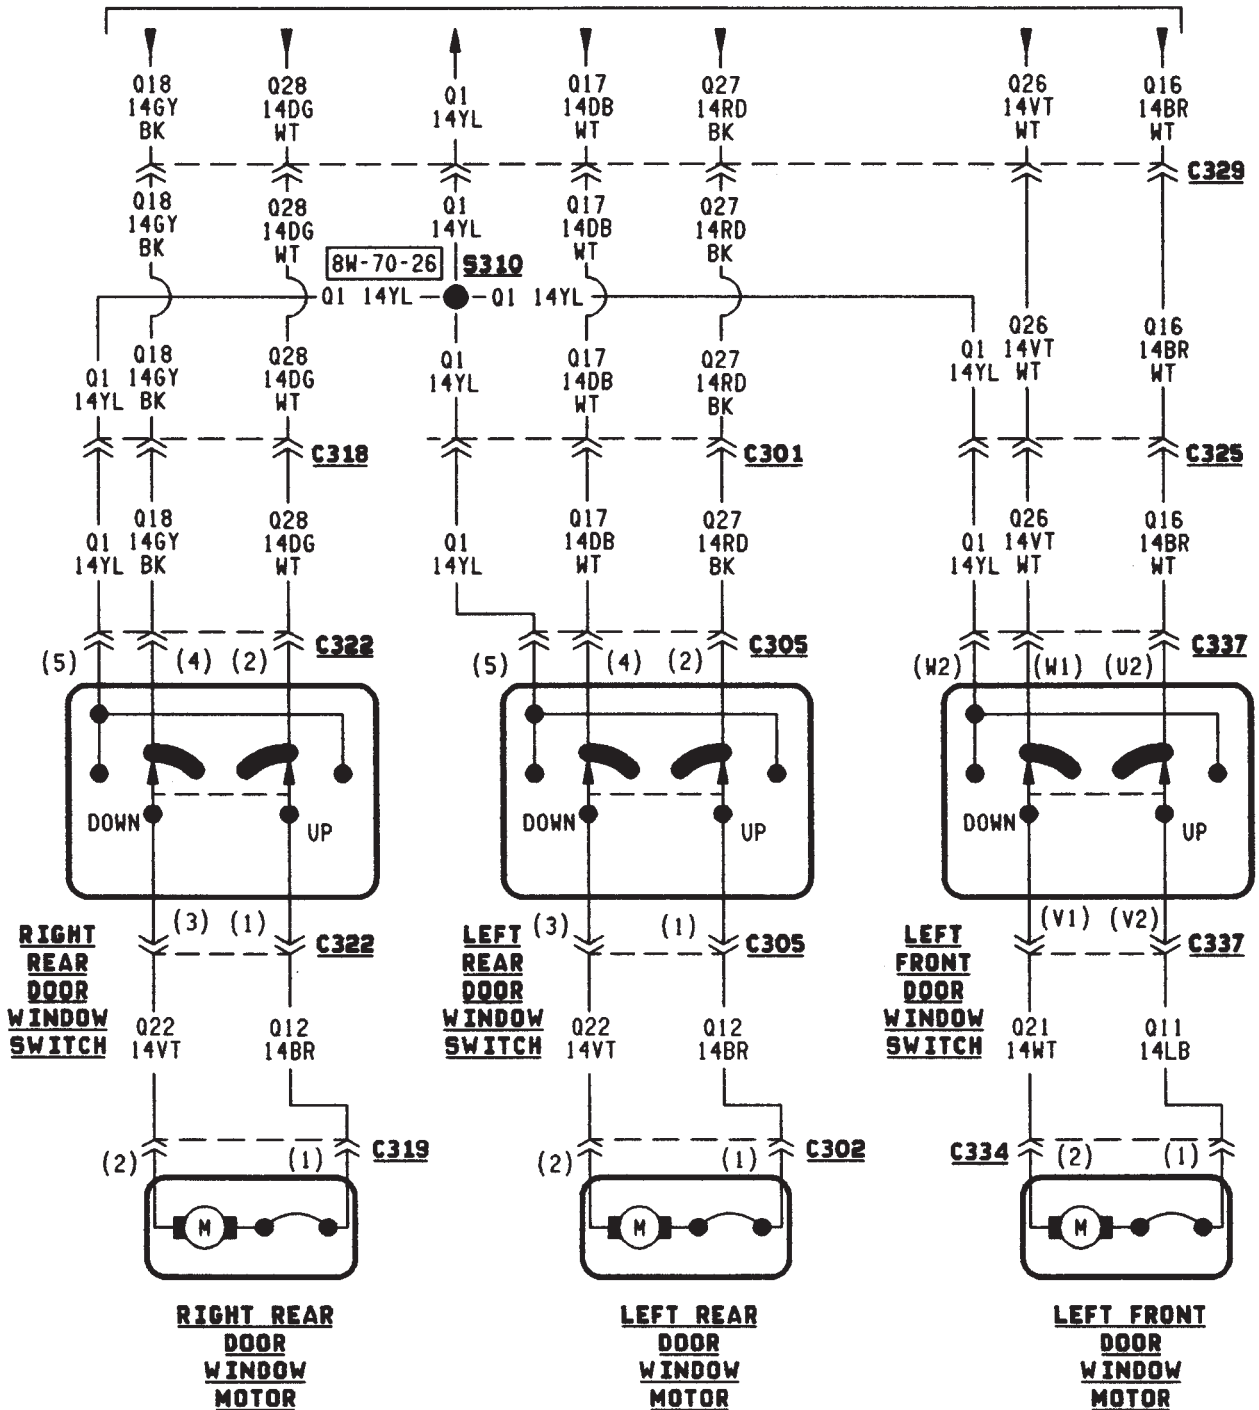 Q18 Q28 Q1 Q17 Q27 Q26 Q16
14GY 14DG 14YL 14DB 14RD 14VT 14BR
BK WT WT BK WT WT
C329
Q18 Q28 Q1 Q17 Q27
14GY 14DG 14YL 14DB 14RD
BK WT WT BK
8W-70-26 S310
Q1 14YL Q1 14YL
Q1 Q18 Q28 Q1 Q17 Q27 Q1 Q26 Q16
14YL 14GY 14DG 14YL 14DB 14RD 14YL 14VT 14BR
BK WT WT BK WT WT
C318 C301 C325
Q1 Q18 Q28 Q1 Q17 Q27 Q1 Q26 Q16
14YL 14GY 14DG 14YL 14DB 14RD 14YL 14VT 14BR
BK WT WT BK WT WT
C322 C305 C337
(5) (4) (2) (5) (4) (2) (W2) (W1) (U2)
DOWN UP DOWN UP DOWN UP
(3) (1) (3) (1) (V1) (V2)
C322 C305 C337
RIGHT
REAR
DOOR
WINDOW
SWITCH
LEFT
REAR
DOOR
WINDOW
SWITCH
LEFT
FRONT
DOOR
WINDOW
SWITCH
Q22 Q12 Q22 Q12 Q21 Q11
14VT 14BR 14VT 14BR 14WT 14LB
C319 C302 C334
(2) (1) (2) (1) (2) (1)
M M M
RIGHT REAR
DOOR
WINDOW
MOTOR
LEFT REAR
DOOR
WINDOW
MOTOR
LEFT FRONT
DOOR
WINDOW
MOTOR